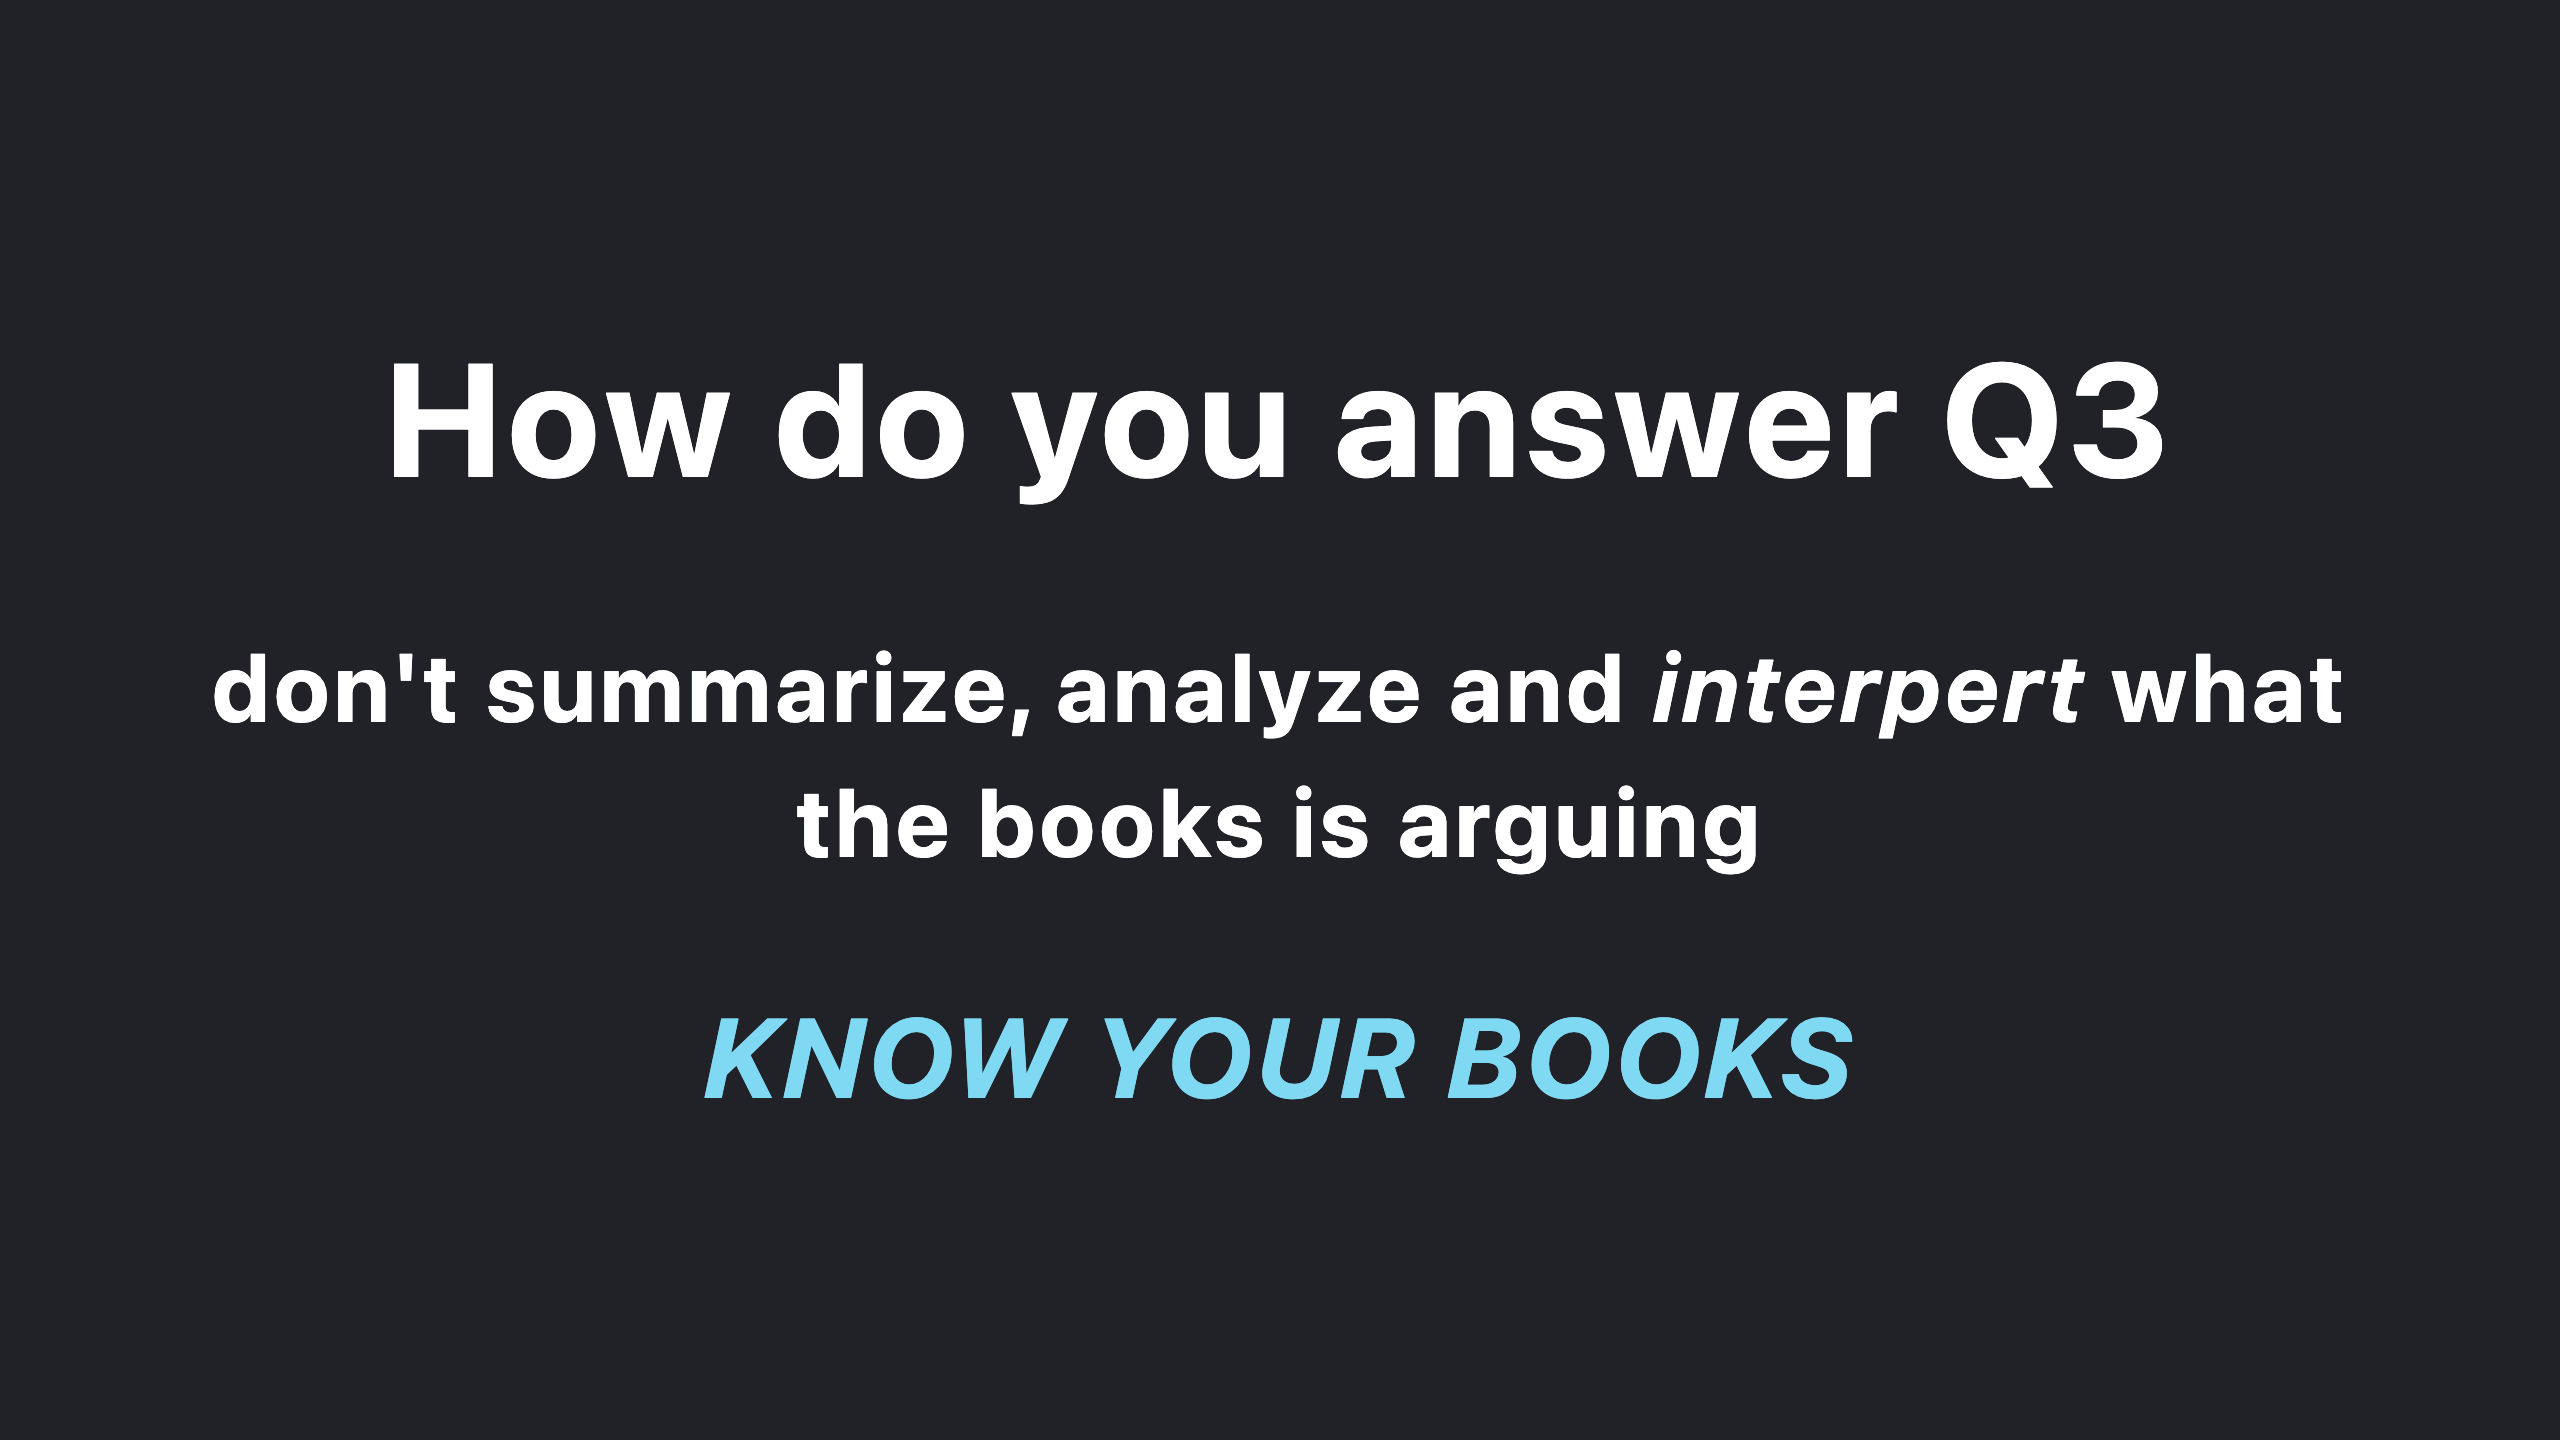 How do you answer Q3
don't summarize, analyze and interpert what
the books is arguing
KNOW YOUR BOOKS